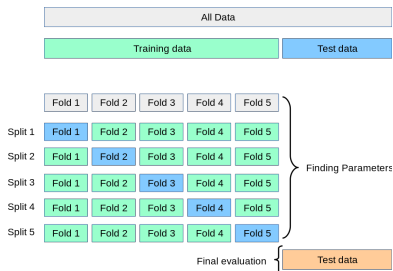 All Data
Training data Test data
Fold 1 Fold 2 Fold 3 Fold 4 Fold 5
Split 1 Fold 1 Fold 2 Fold 3 Fold 4 Fold 5
Split 2 Fold 1 Fold 2 Fold 3 Fold 4 Fold 5
Finding Parameters
Split 3 Fold 1 Fold 2 Fold 3 Fold 4 Fold 5
Split 4 Fold 1 Fold 2 Fold 3 Fold 4 Fold 5
Split 5 Fold 1 Fold 2 Fold 3 Fold 4 Fold 5
Final evaluation Test data